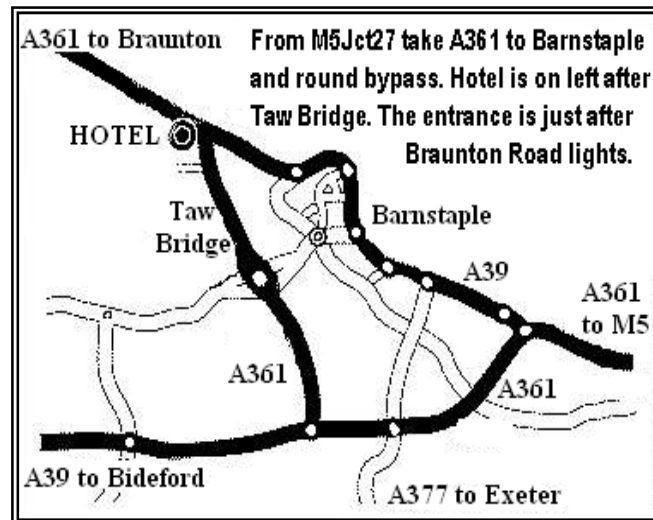 A361 to Braunton
From M5Jct27 take A361 to Barnstaple
and round bypass. Hotel is on left after
Taw Bridge. The entrance is just after
Braunton Road lights.
HOTEL
Taw
Bridge
Barnstaple
A39
A361
to M5
A361
A361
A39 to Bideford
A377 to Exeter